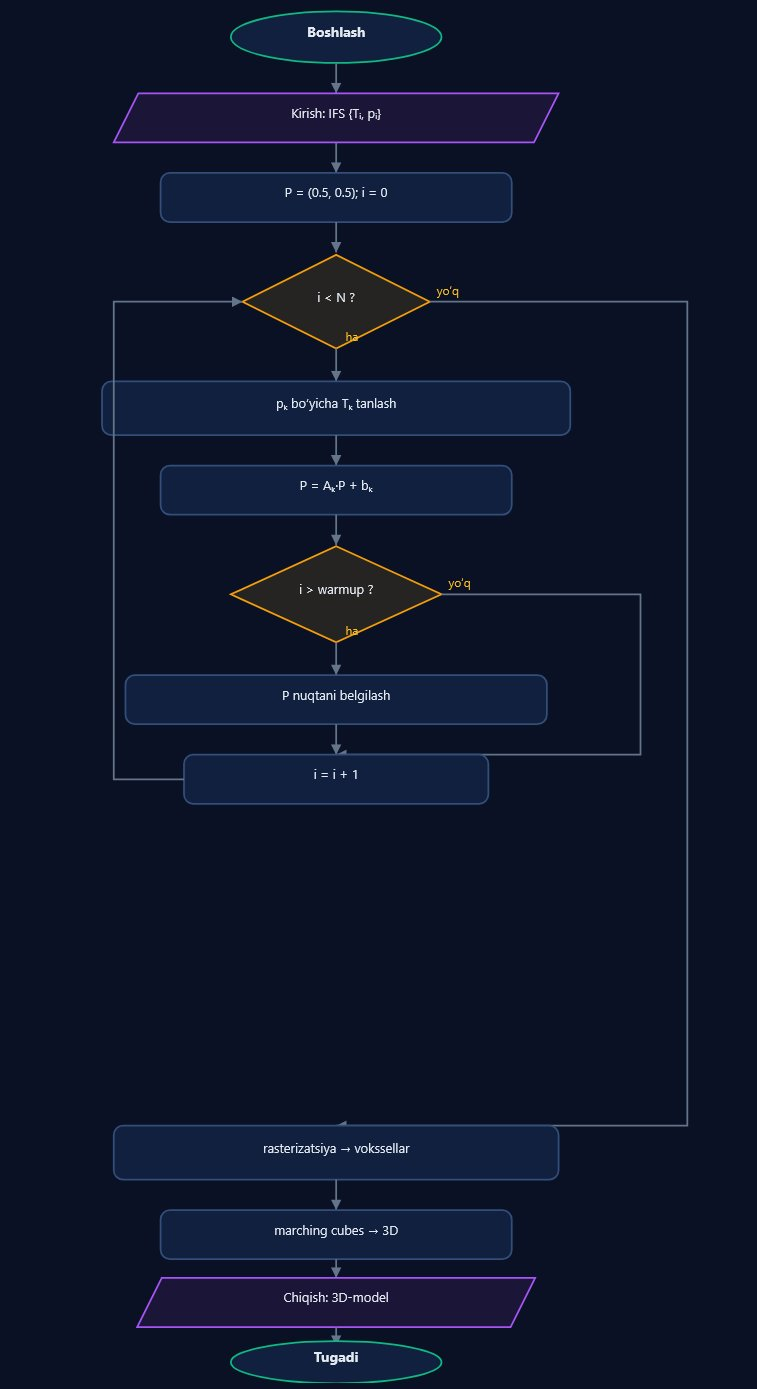 Boshlash
Kirish: IFS {Tᵢ, pᵢ}
P = (0.5, 0.5); i = 0
i < N ?
yo‘q
ha
pₖ bo‘yicha Tₖ tanlash
P = Aₖ·P + bₖ
i > warmup ?
yo‘q
ha
P nuqtani belgilash
i = i + 1
rasterizatsiya → vokssellar
marching cubes → 3D
Chiqish: 3D-model
Tugadi